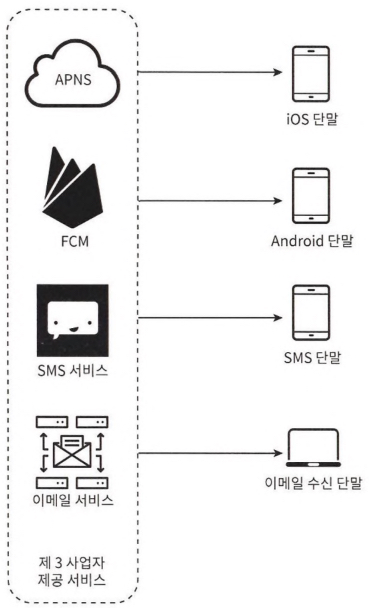 APNS
iOS 단말
FCM
Android 단말
SMS 서비스
SMS 단말
이메일 서비스
이메일 수신 단말
제 3 사업자
제공 서비스